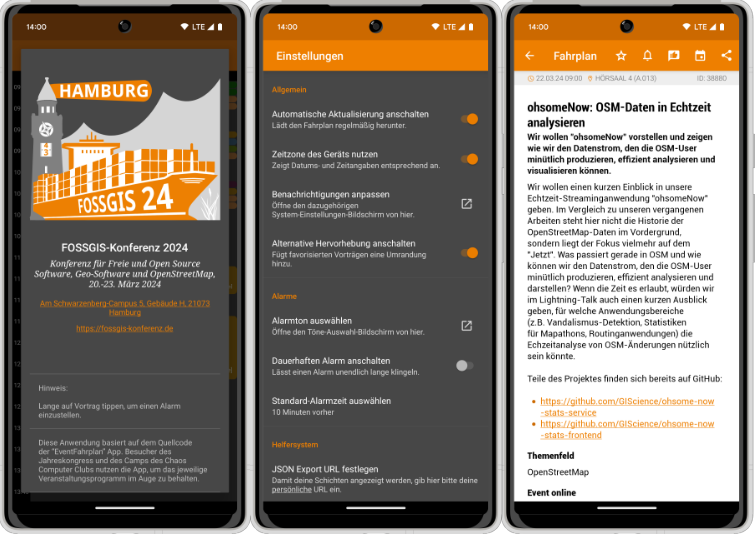 14:00
LTE
HAMBURG
FOSSGIS 24
FOSSGIS-Konferenz 2024
Konferenz für Freie und Open Source
Software, Geo-Software und OpenStreetMap,
20.-23. März 2024
Am Schwarzenberg-Campus 5, Gebäude H, 21073
Hamburg
https://fossgis-konferenz.de
Hinweis:
Lange auf Vortrag tippen, um einen Alarm
einzustellen.
Diese Anwendung basiert auf dem Quellcode
der "EventFahrplan" App. Besucher des
Jahreskongress und des Camps des Chaos
Computer Clubs nutzen die App, um das jeweilige
Veranstaltungsprogramm im Auge zu behalten.
14:00
LTE
Einstellungen
Allgemein
Automatische Aktualisierung anschalten
Lädt den Fahrplan regelmäßig herunter.
Zeitzone des Geräts nutzen
Zeigt Datums- und Zeitangaben entsprechend an.
Benachrichtigungen anpassen
Öffne den dazugehörigen
System-Einstellungen-Bildschirm von hier.
Alternative Hervorhebung anschalten
Fügt favorisierten Vorträgen eine Umrandung
hinzu.
Alarme
Alarmton auswählen
Öffne den Töne-Auswahl-Bildschirm von hier.
Dauerhaften Alarm anschalten
Lässt einen Alarm unendlich lange klingeln.
Standard-Alarmzeit auswählen
10 Minuten vorher
Helfersystem
JSON Export URL festlegen
Damit deine Schichten angezeigt werden, gib hier bitte deine
persönliche URL ein.
14:00
LTE
Fahrplan
22.03.24 09:00 HÖRSAAL 4 (A.013) ID: 38880
ohsomeNow: OSM-Daten in Echtzeit
analysieren
Wir wollen "ohsomeNow" vorstellen und zeigen
wie wir den Datenstrom, den die OSM-User
minütlich produzieren, effizient analysieren und
visualisieren können.
Wir wollen einen kurzen Einblick in unsere
Echtzeit-Streaminganwendung "ohsomeNow"
geben. Im Vergleich zu unseren vergangenen
Arbeiten steht hier nicht die Historie der
OpenStreetMap-Daten im Vordergrund,
sondern liegt der Fokus vielmehr auf dem
"Jetzt". Was passiert gerade in OSM und wie
können wir den Datenstrom, den die OSM-User
minütlich produzieren, effizient analysieren und
darstellen? Wenn die Zeit es erlaubt, würden wir
im Lightning-Talk auch einen kurzen Ausblick
geben, für welche Anwendungsbereiche
(z.B. Vandalismus-Detektion, Statistiken
für Mapathons, Routinganwendungen) die
Echzeitanalyse von OSM-Änderungen nützlich
sein könnte.
Teile des Projektes finden sich bereits auf GitHub:
https://github.com/GIScience/ohsome-now
-stats-service
https://github.com/GIScience/ohsome-now
-stats-frontend
Themenfeld
OpenStreetMap
Event online